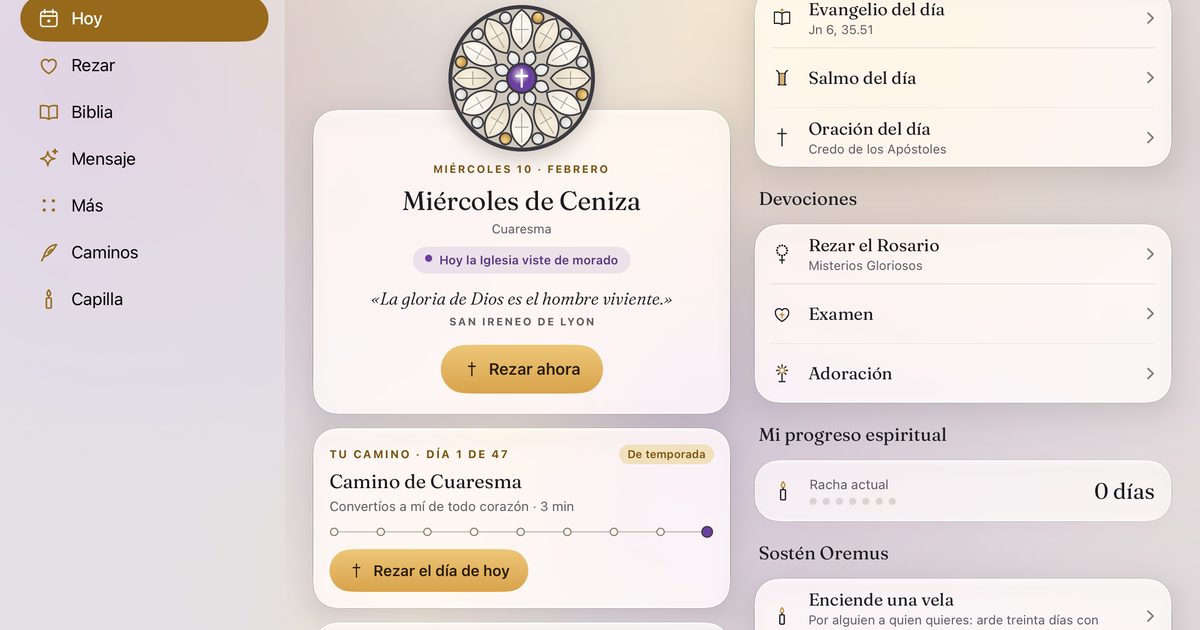 Hoy
Rezar
Biblia
Mensaje
Más
Caminos
Capilla
MIÉRCOLES 10 · FEBRERO
Miércoles de Ceniza
Cuaresma
Hoy la Iglesia viste de morado
«La gloria de Dios es el hombre viviente.»
SAN IRENEO DE LYON
Rezar ahora
TU CAMINO · DÍA 1 DE 47
De temporada
Camino de Cuaresma
Convertíos a mí de todo corazón · 3 min
Rezar el día de hoy
Evangelio del día
Jn 6, 35.51
Salmo del día
Oración del día
Credo de los Apóstoles
Devociones
Rezar el Rosario
Misterios Gloriosos
Examen
Adoración
Mi progreso espiritual
Racha actual
0 días
Sostén Oremus
Enciende una vela
Por alguien a quien quieres: arde treinta días con